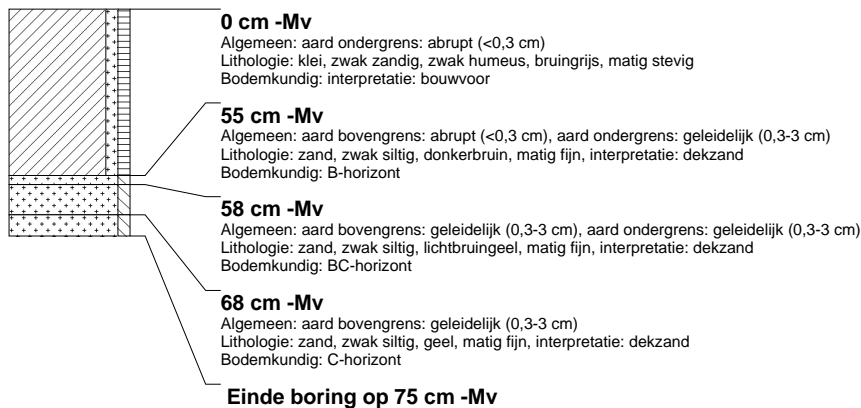 0 cm -Mv
Algemeen: aard ondergrens: abrupt (<0,3 cm)
Lithologie: klei, zwak zandig, zwak humeus, bruingrijs, matig stevig
Bodemkundig: interpretatie: bouwvoor
55 cm -Mv
Algemeen: aard bovengrens: abrupt (<0,3 cm), aard ondergrens: geleidelijk (0,3-3 cm)
Lithologie: zand, zwak siltig, donkerbruin, matig fijn, interpretatie: dekzand
Bodemkundig: B-horizont
58 cm -Mv
Algemeen: aard bovengrens: geleidelijk (0,3-3 cm), aard ondergrens: geleidelijk (0,3-3 cm)
Lithologie: zand, zwak siltig, lichtbruingeel, matig fijn, interpretatie: dekzand
Bodemkundig: BC-horizont
68 cm -Mv
Algemeen: aard bovengrens: geleidelijk (0,3-3 cm)
Lithologie: zand, zwak siltig, geel, matig fijn, interpretatie: dekzand
Bodemkundig: C-horizont
Einde boring op 75 cm -Mv